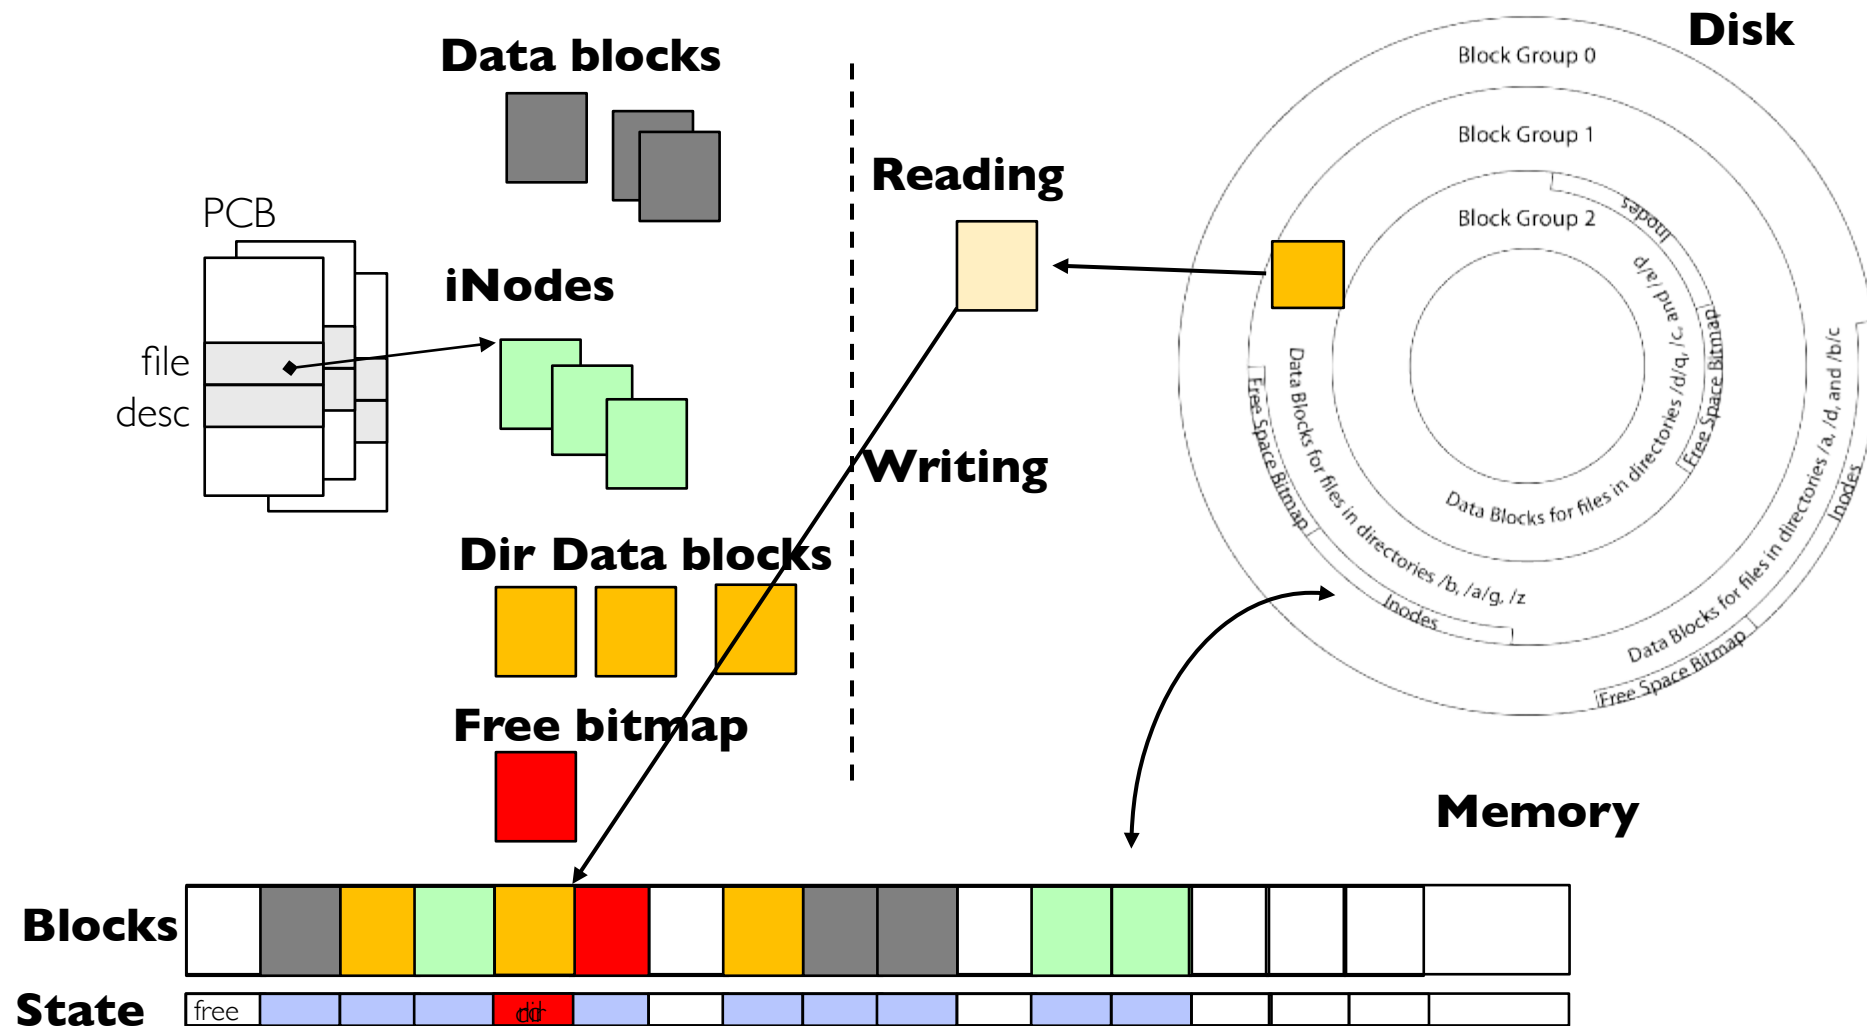 Disk
Data blocks
Block Group 0
Block Group 1
Reading
PCB
Block Group 2
Inodes
iNodes
file
desc
Data Blocks for files in directories /d/q, /c, and /a/p
Free Space Bitmap
Data Blocks for files in directories /b, /a/g, /z
Free Space Bitmap
Inodes
Data Blocks for files in directories /a, /d, and /b/c
Free Space Bitmap
Inodes
Writing
Dir Data blocks
Free bitmap
Memory
Blocks
State
free